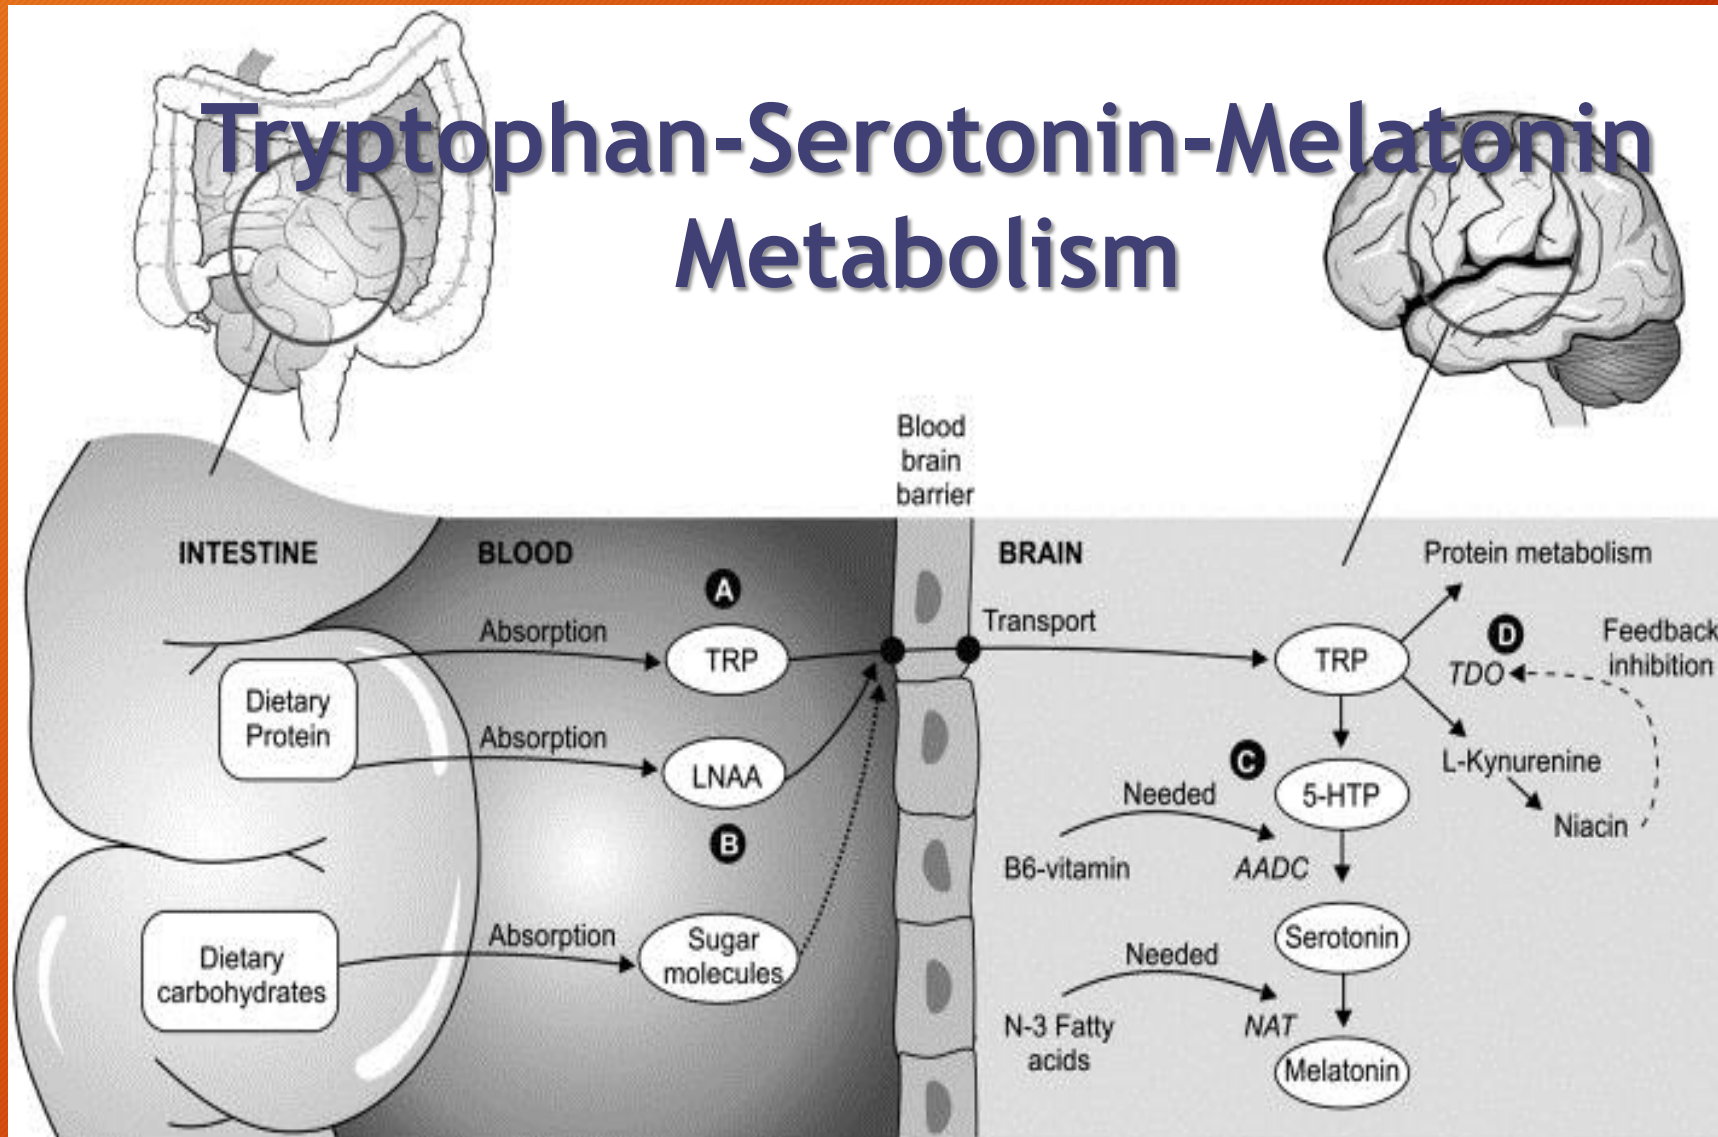 Tryptophan-Serotonin-Melatonin
Metabolism
Blood
brain
barrier
INTESTINE
BLOOD
BRAIN
Protein metabolism
A
Absorption
TRP
Transport
TRP
D
TDO
Feedback
inhibition
Dietary
Protein
Absorption
LNAA
B
C
5-HTP
L-Kynurenine
Niacin
Needed
B6-vitamin
AADC
Dietary
carbohydrates
Absorption
Sugar
molecules
Serotonin
Needed
N-3 Fatty
acids
NAT
Melatonin